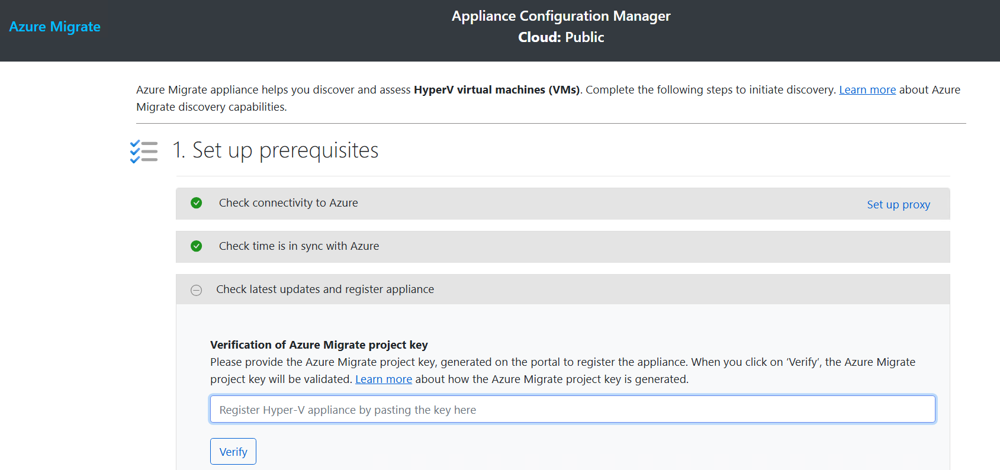 Azure Migrate
Appliance Configuration Manager
Cloud: Public
Azure Migrate appliance helps you discover and assess HyperV virtual machines (VMs). Complete the following steps to initiate discovery. Learn more about Azure
Migrate discovery capabilities.
1. Set up prerequisites
Check connectivity to Azure
Set up proxy
Check time is in sync with Azure
Check latest updates and register appliance
Verification of Azure Migrate project key
Please provide the Azure Migrate project key, generated on the portal to register the appliance. When you click on ‘Verify’, the Azure Migrate
project key will be validated. Learn more about how the Azure Migrate project key is generated.
Register Hyper-V appliance by pasting the key here
Verify